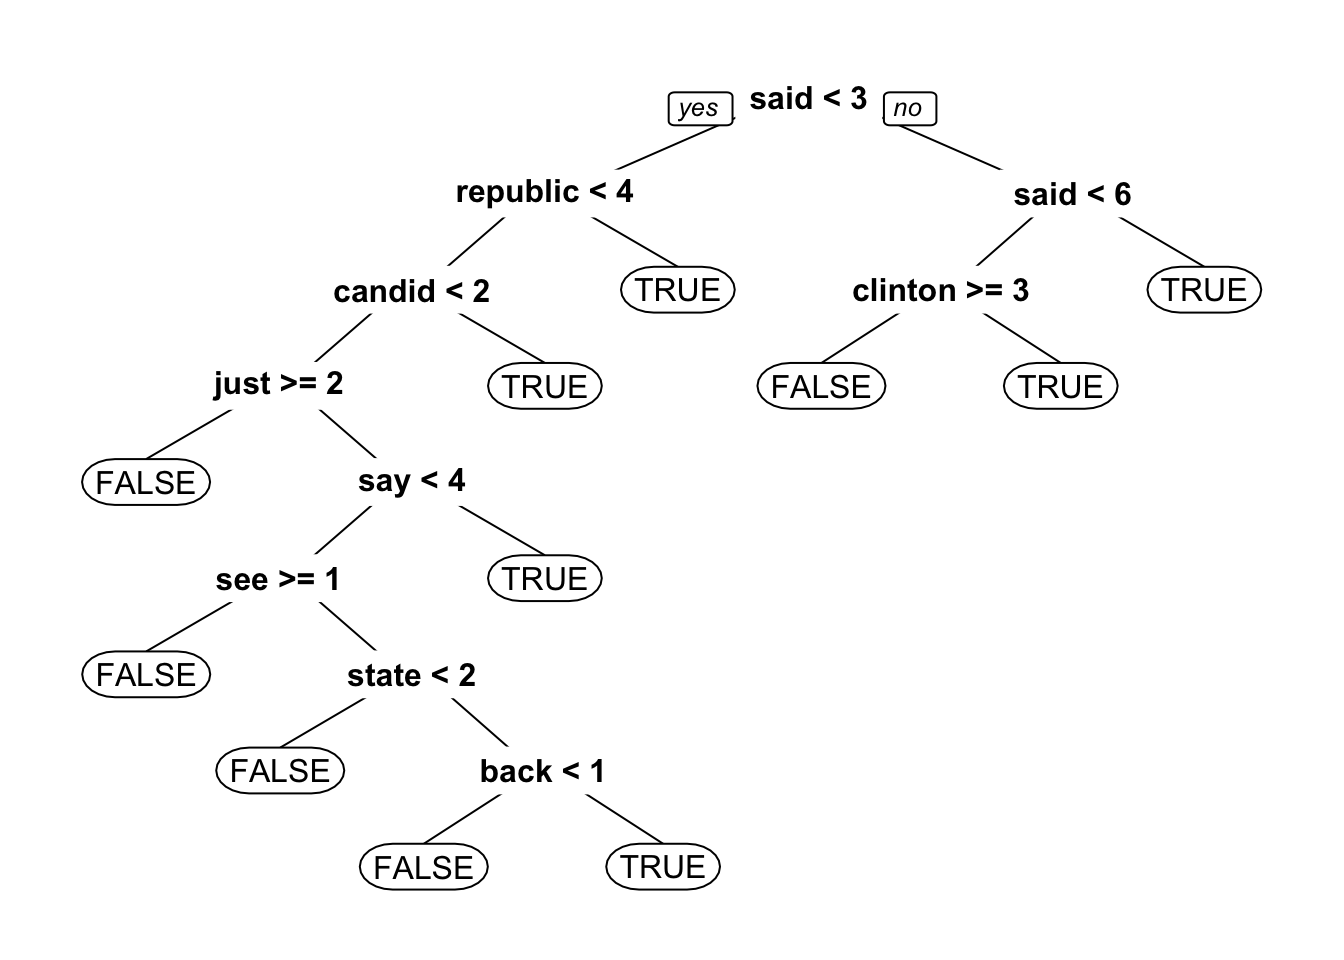 yes said < 3 no
republic < 4 said < 6
candid < 2 TRUE clinton >= 3 TRUE
just >= 2 TRUE FALSE TRUE
FALSE say < 4
see >= 1 TRUE
FALSE state < 2
FALSE back < 1
FALSE TRUE